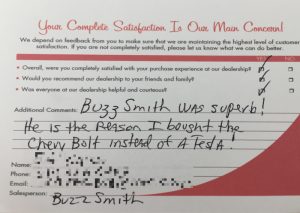 Your Complete Satisfaction Is Our Main Concern!
We depend on feedback from you to make sure that we are maintaining the highest level of customer
satisfaction. If you are not completely satisfied, please let us know what we can do better.
YES NO
• Overall, were you completely satisfied with your purchase experience at our dealership?
• Would you recommend our dealership to your friends and family?
• Was everyone at our dealership helpful and courteous?
Additional Comments: Buzz Smith was superb!
He is the reason I bought the
Chevy Bolt instead of A Tesla!
Name:
Phone:
Email:
Salesperson: Buzz Smith